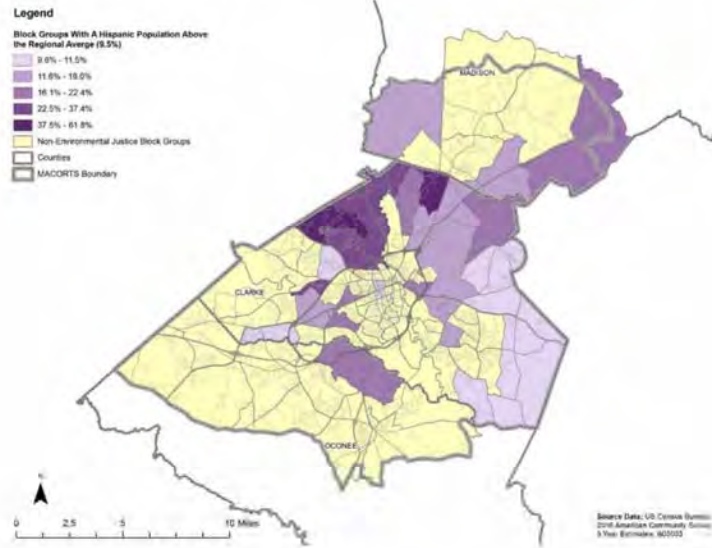 Legend
Block Groups With A Hispanic Population Above
the Regional Averge (9.5%)
9.6% - 11.5%
11.6% - 16.0%
16.1% - 22.4%
22.5% - 37.4%
37.5% - 61.8%
Non-Environmental Justice Block Groups
Counties
MACORTS Boundary
MADISON
CLARKE
OCONEE
0 2.5 5 10 Miles
Source Data: US Census Bureau
American Community Survey
5 Year Estimates,